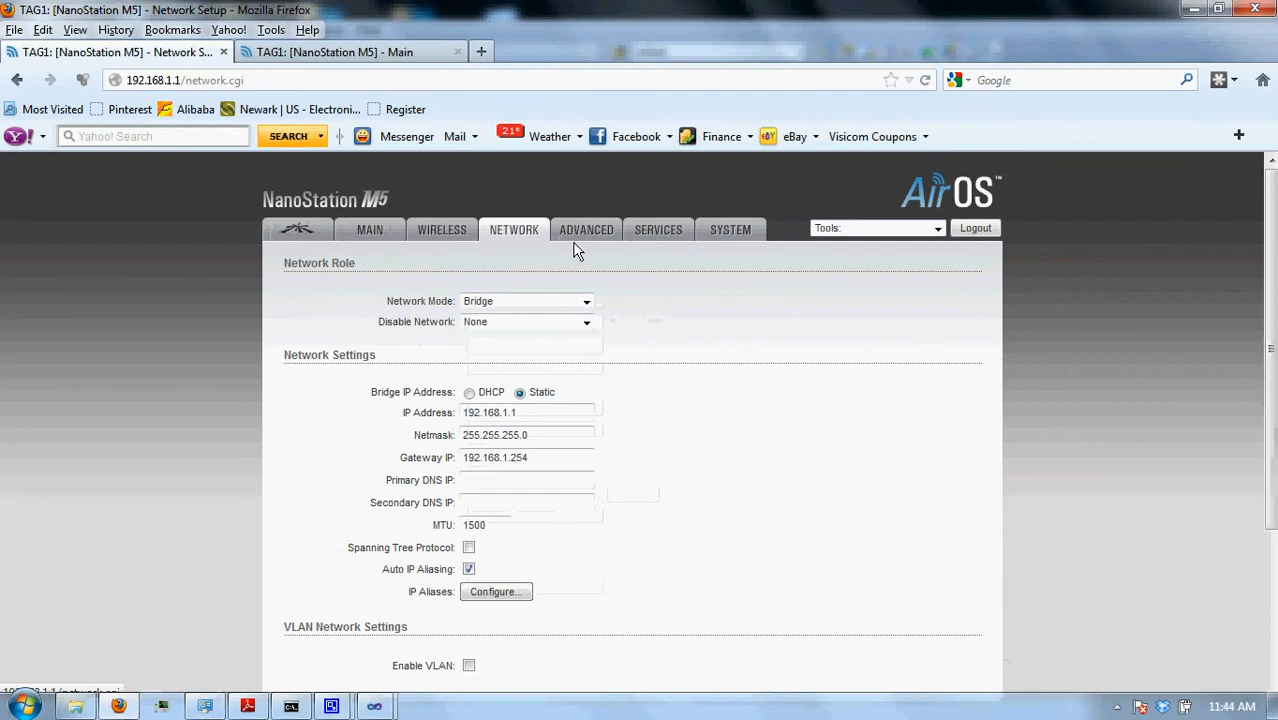 TAG1: [NanoStation M5] - Network Setup - Mozilla Firefox
File Edit View History Bookmarks Yahoo! Tools Help
TAG1: [NanoStation M5] - Network S... × TAG1: [NanoStation M5] - Main ×
192.168.1.1/network.cgi Google
Most Visited Pinterest Alibaba Newark | US - Electroni... Register
Y! Yahoo! Search SEARCH Messenger Mail 21° Weather Facebook Finance eBay Visicom Coupons
NanoStation M5 AirOS™
MAIN WIRELESS NETWORK ADVANCED SERVICES SYSTEM Tools: Logout
Network Role
Network Mode: Bridge
Disable Network: None
Network Settings
Bridge IP Address: DHCP Static
IP Address: 192.168.1.1
Netmask: 255.255.255.0
Gateway IP: 192.168.1.254
Primary DNS IP:
Secondary DNS IP:
MTU: 1500
Spanning Tree Protocol:
Auto IP Aliasing:
IP Aliases: Configure...
VLAN Network Settings
Enable VLAN:
11:44 AM